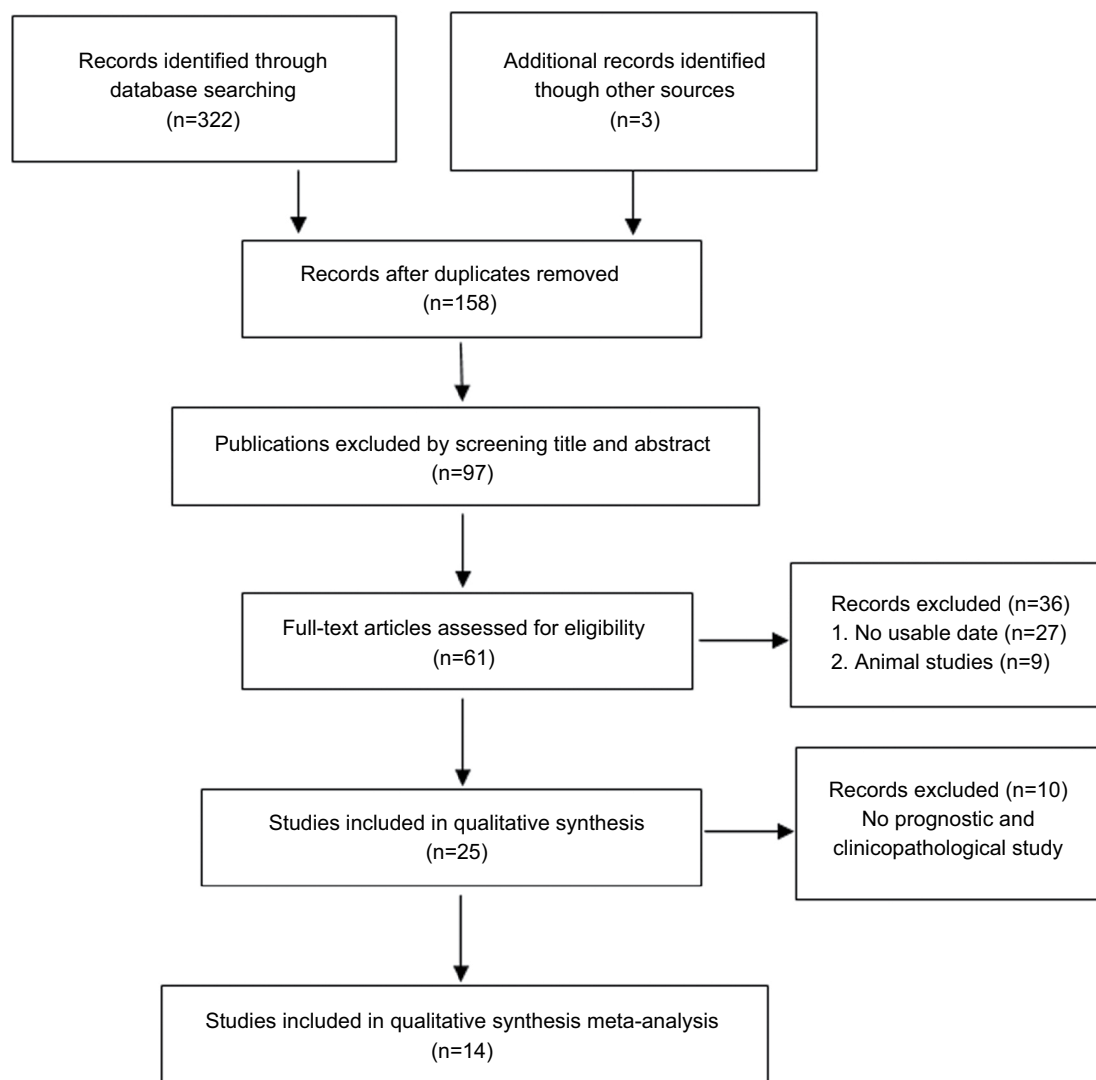 Records identified through
database searching
(n=322)
Additional records identified
though other sources
(n=3)
Records after duplicates removed
(n=158)
Publications excluded by screening title and abstract
(n=97)
Full-text articles assessed for eligibility
(n=61)
Records excluded (n=36)
1. No usable date (n=27)
2. Animal studies (n=9)
Studies included in qualitative synthesis
(n=25)
Records excluded (n=10)
No prognostic and
clinicopathological study
Studies included in qualitative synthesis meta-analysis
(n=14)